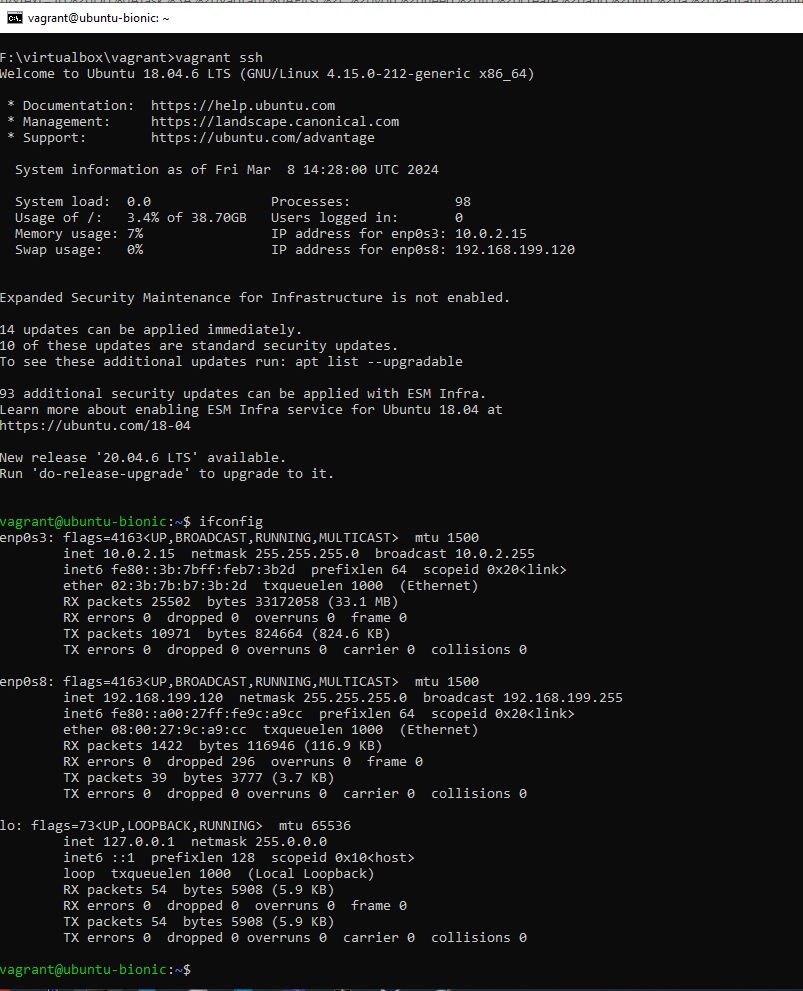 vagrant@ubuntu-bionic: ~
F:\virtualbox\vagrant>vagrant ssh
Welcome to Ubuntu 18.04.6 LTS (GNU/Linux 4.15.0-212-generic x86_64)
* Documentation:  https://help.ubuntu.com
* Management:     https://landscape.canonical.com
* Support:        https://ubuntu.com/advantage
System information as of Fri Mar  8 14:28:00 UTC 2024
System load:  0.0               Processes:             98
Usage of /:   3.4% of 38.70GB   Users logged in:       0
Memory usage: 7%                IP address for enp0s3: 10.0.2.15
Swap usage:   0%                IP address for enp0s8: 192.168.199.120
Expanded Security Maintenance for Infrastructure is not enabled.
14 updates can be applied immediately.
10 of these updates are standard security updates.
To see these additional updates run: apt list --upgradable
93 additional security updates can be applied with ESM Infra.
Learn more about enabling ESM Infra service for Ubuntu 18.04 at
https://ubuntu.com/18-04
New release '20.04.6 LTS' available.
Run 'do-release-upgrade' to upgrade to it.
vagrant@ubuntu-bionic:~$ ifconfig
enp0s3: flags=4163<UP,BROADCAST,RUNNING,MULTICAST>  mtu 1500
inet 10.0.2.15  netmask 255.255.255.0  broadcast 10.0.2.255
inet6 fe80::3b:7bff:feb7:3b2d  prefixlen 64  scopeid 0x20<link>
ether 02:3b:7b:b7:3b:2d  txqueuelen 1000  (Ethernet)
RX packets 25502  bytes 33172058 (33.1 MB)
RX errors 0  dropped 0  overruns 0  frame 0
TX packets 10971  bytes 824664 (824.6 KB)
TX errors 0  dropped 0 overruns 0  carrier 0  collisions 0
enp0s8: flags=4163<UP,BROADCAST,RUNNING,MULTICAST>  mtu 1500
inet 192.168.199.120  netmask 255.255.255.0  broadcast 192.168.199.255
inet6 fe80::a00:27ff:fe9c:a9cc  prefixlen 64  scopeid 0x20<link>
ether 08:00:27:9c:a9:cc  txqueuelen 1000  (Ethernet)
RX packets 1422  bytes 116946 (116.9 KB)
RX errors 0  dropped 296  overruns 0  frame 0
TX packets 39  bytes 3777 (3.7 KB)
TX errors 0  dropped 0 overruns 0  carrier 0  collisions 0
lo: flags=73<UP,LOOPBACK,RUNNING>  mtu 65536
inet 127.0.0.1  netmask 255.0.0.0
inet6 ::1  prefixlen 128  scopeid 0x10<host>
loop  txqueuelen 1000  (Local Loopback)
RX packets 54  bytes 5908 (5.9 KB)
RX errors 0  dropped 0  overruns 0  frame 0
TX packets 54  bytes 5908 (5.9 KB)
TX errors 0  dropped 0 overruns 0  carrier 0  collisions 0
vagrant@ubuntu-bionic:~$